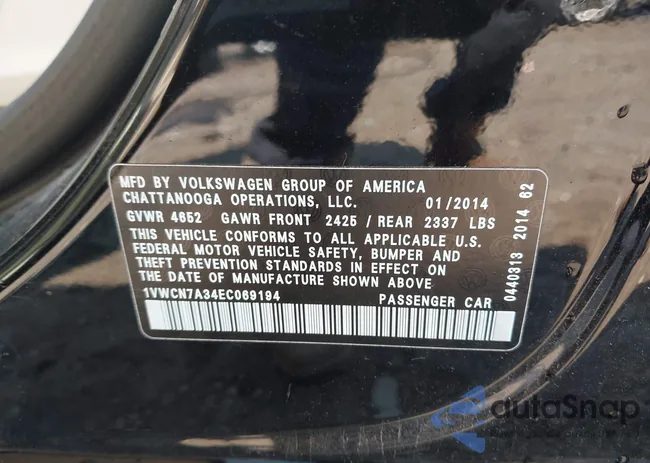 MFD BY VOLKSWAGEN GROUP OF AMERICA
CHATTANOOGA OPERATIONS, LLC. 01/2014
GVWR 4652 GAWR FRONT 2425 / REAR 2337 LBS
THIS VEHICLE CONFORMS TO ALL APPLICABLE U.S.
FEDERAL MOTOR VEHICLE SAFETY, BUMPER AND
THEFT PREVENTION STANDARDS IN EFFECT ON
THE DATE OF MANUFACTURE SHOWN ABOVE
1VWCN7A34EC069194 PASSENGER CAR
0440313 2014 62
autoSnap